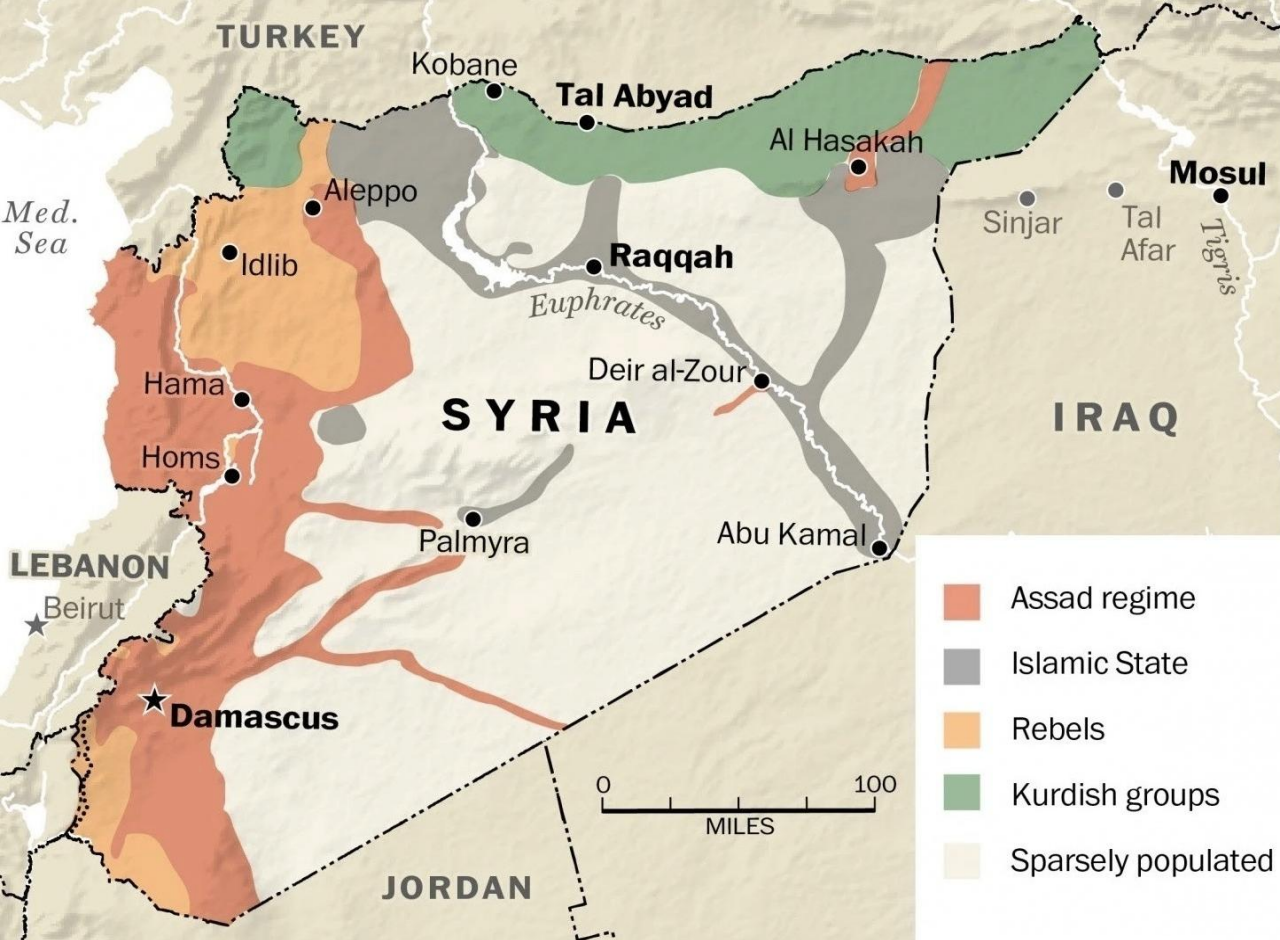 TURKEY
Kobane
Tal Abyad
Al Hasakah
Mosul
Aleppo
Sinjar
Tal
Afar
Tigris
Med.
Sea
Idlib
Raqqah
Euphrates
Deir al-Zour
Hama
SYRIA
IRAQ
Homs
Palmyra
Abu Kamal
LEBANON
Beirut
Damascus
JORDAN
0 100
MILES
Assad regime
Islamic State
Rebels
Kurdish groups
Sparsely populated